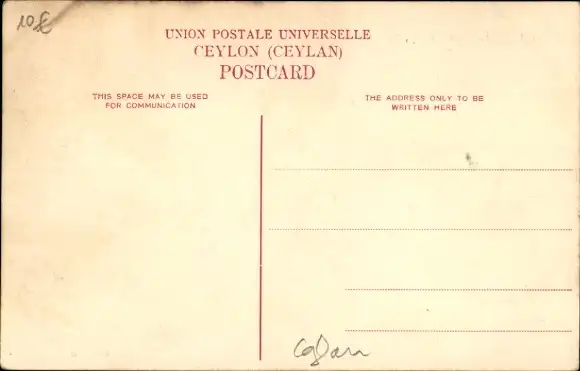 10€
UNION POSTALE UNIVERSELLE
CEYLON (CEYLAN)
POSTCARD
THIS SPACE MAY BE USED
FOR COMMUNICATION
THE ADDRESS ONLY TO BE
WRITTEN HERE